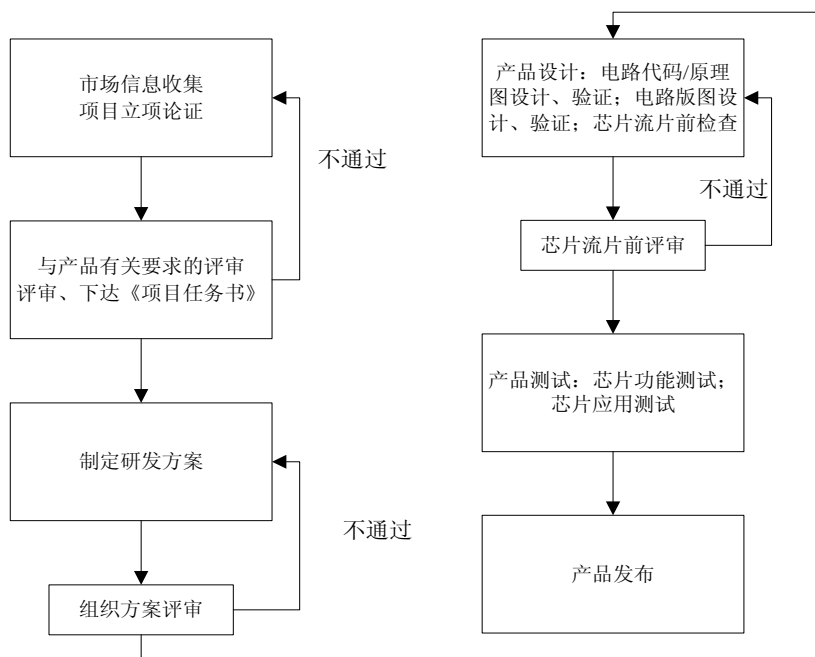 市场信息收集
项目立项论证
不通过
与产品有关要求的评审
评审、下达《项目任务书》
制定研发方案
不通过
组织方案评审
产品设计：电路代码/原理
图设计、验证；电路版图设
计、验证；芯片流片前检查
不通过
芯片流片前评审
产品测试：芯片功能测试；
芯片应用测试
产品发布